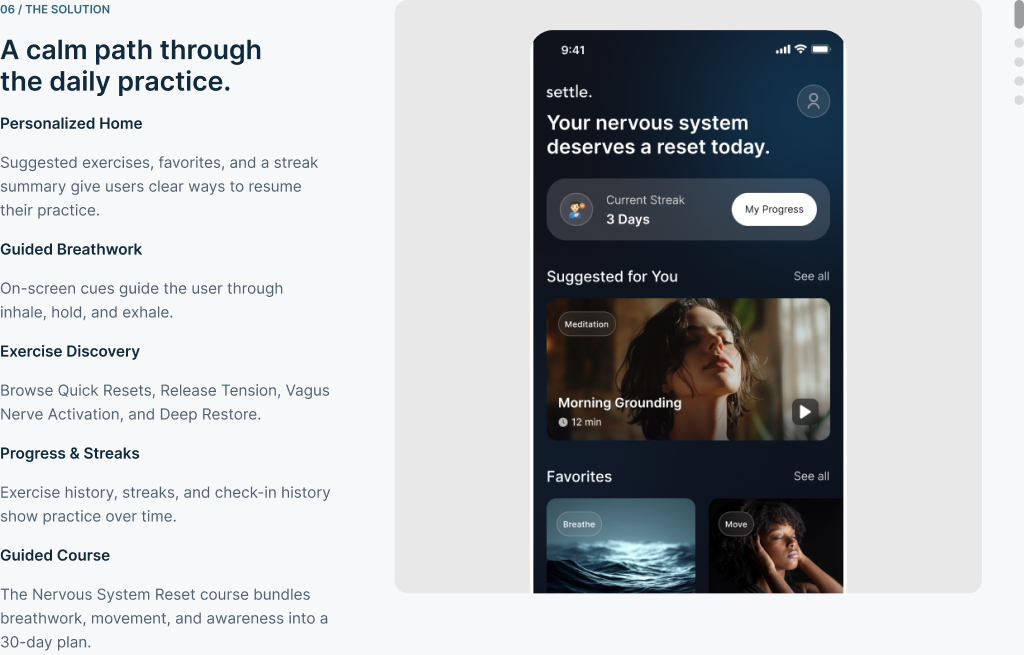 06 / THE SOLUTION
A calm path through
the daily practice.
Personalized Home
Suggested exercises, favorites, and a streak
summary give users clear ways to resume
their practice.
Guided Breathwork
On-screen cues guide the user through
inhale, hold, and exhale.
Exercise Discovery
Browse Quick Resets, Release Tension, Vagus
Nerve Activation, and Deep Restore.
Progress & Streaks
Exercise history, streaks, and check-in history
show practice over time.
Guided Course
The Nervous System Reset course bundles
breathwork, movement, and awareness into a
30-day plan.
9:41
settle.
Your nervous system
deserves a reset today.
Current Streak
3 Days
My Progress
Suggested for You
See all
Meditation
Morning Grounding
12 min
Favorites
See all
Breathe
Move